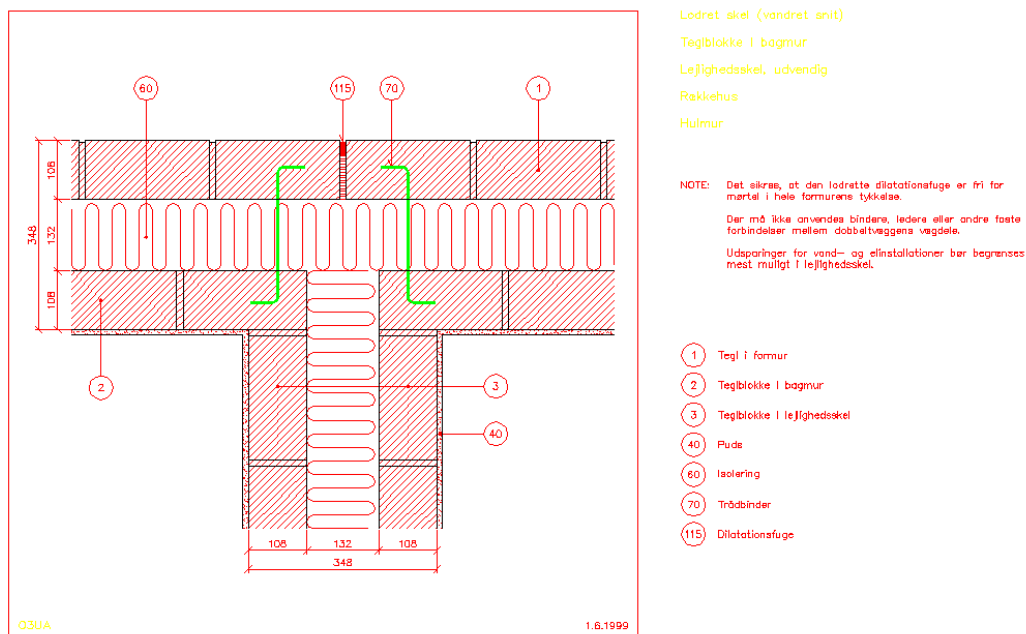 Lodret skel (vandret snit)
Teglblokke i bagmur
Lejlighedsskel, udvendig
Rækkehus
Hulmur
60
115
70
1
NOTE: Det sikres, at den lodrette dilatationsfuge er fri for
mørtel i hele formurens tykkelse.
Der må ikke anvendes bindere, ledere eller andre faste
forbindelser mellem dobbeltvæggens vægdele.
Udsparinger for vand- og elinstallationer bør begrænses
mest muligt i lejlighedsskel.
108
132
348
108
2
3
40
1 Tegl i formur
2 Teglblokke i bagmur
3 Teglblokke i lejlighedsskel
40 Puds
60 Isolering
70 Trådbinder
115 Dilatationsfuge
108 132 108
348
Q3UA
1.6.1999